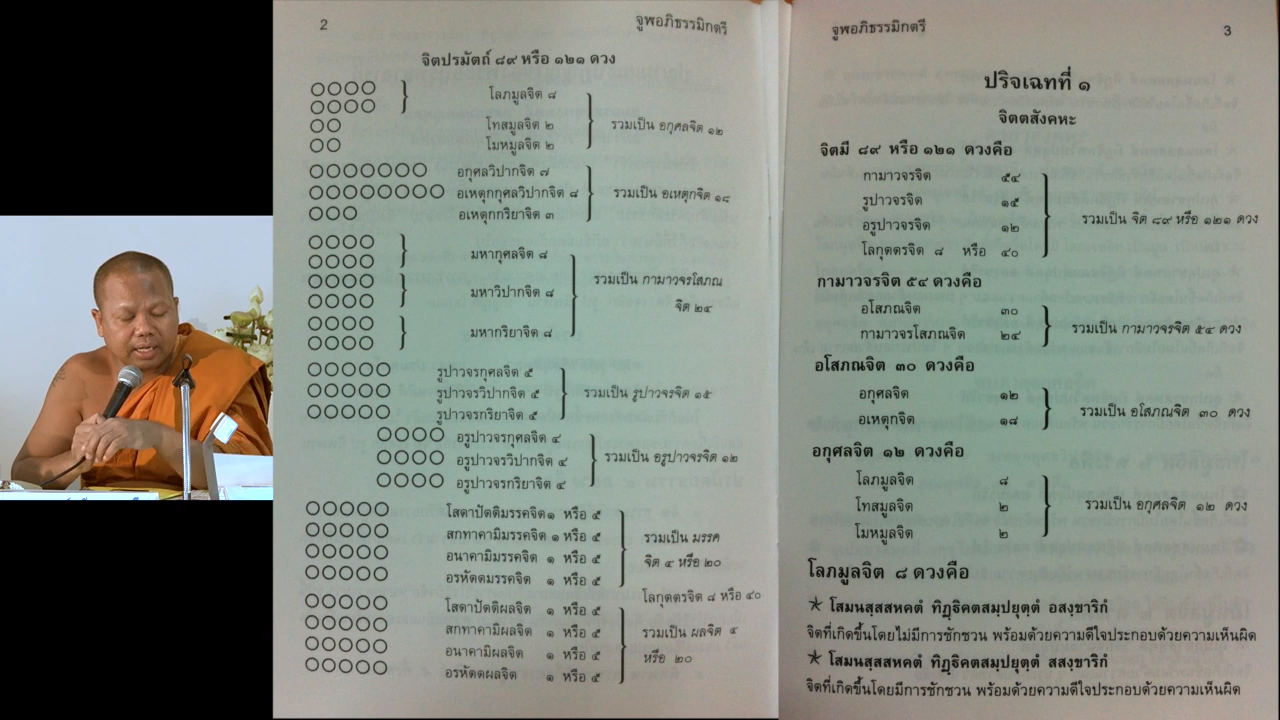 2 จูฬอภิธรรมิกตรี
จิตปรมัตถ์ ๘๙ หรือ ๑๒๑ ดวง
โลภมูลจิต ๘
โทสมูลจิต ๒
โมหมูลจิต ๒
รวมเป็น อกุศลจิต ๑๒
อกุศลวิปากจิต ๗
อเหตุกกุศลวิปากจิต ๘
อเหตุกกริยาจิต ๓
รวมเป็น อเหตุกจิต ๑๘
มหากุศลจิต ๘
มหาวิปากจิต ๘
มหากริยาจิต ๘
รวมเป็น กามาวจรโสภณ
จิต ๒๔
รูปาวจรกุศลจิต ๕
รูปาวจรวิปากจิต ๕
รูปาวจรกริยาจิต ๕
รวมเป็น รูปาวจรจิต ๑๕
อรูปาวจรกุศลจิต ๔
อรูปาวจรวิปากจิต ๔
อรูปาวจรกริยาจิต ๔
รวมเป็น อรูปาวจรจิต ๑๒
โสดาปัตติมรรคจิต ๑ หรือ ๕
สกทาคามิมรรคจิต ๑ หรือ ๕
อนาคามิมรรคจิต ๑ หรือ ๕
อรหัตตมรรคจิต ๑ หรือ ๕
รวมเป็น มรรค
จิต ๔ หรือ ๒๐
โลกุตตรจิต ๘ หรือ ๔๐
โสดาปัตติผลจิต ๑ หรือ ๕
สกทาคามิผลจิต ๑ หรือ ๕
อนาคามิผลจิต ๑ หรือ ๕
อรหัตตผลจิต ๑ หรือ ๕
รวมเป็น ผลจิต ๔
หรือ ๒๐
จูฬอภิธรรมิกตรี 3
ปริจเฉทที่ ๑
จิตตสังคหะ
จิตมี ๘๙ หรือ ๑๒๑ ดวงคือ
กามาวจรจิต ๕๔
รูปาวจรจิต ๑๕
อรูปาวจรจิต ๑๒
โลกุตตรจิต ๘ หรือ ๔๐
รวมเป็น จิต ๘๙ หรือ ๑๒๑ ดวง
กามาวจรจิต ๕๔ ดวงคือ
อโสภณจิต ๓๐
กามาวจรโสภณจิต ๒๔
รวมเป็น กามาวจรจิต ๕๔ ดวง
อโสภณจิต ๓๐ ดวงคือ
อกุศลจิต ๑๒
อเหตุกจิต ๑๘
รวมเป็น อโสภณจิต ๓๐ ดวง
อกุศลจิต ๑๒ ดวงคือ
โลภมูลจิต ๘
โทสมูลจิต ๒
โมหมูลจิต ๒
รวมเป็น อกุศลจิต ๑๒ ดวง
โลภมูลจิต ๘ ดวงคือ
โสมนสฺสสหคตํ ทิฏฺฐิคตสมฺปยุตฺตํ อสงฺขาริกํ
จิตที่เกิดขึ้นโดยไม่มีการชักชวน พร้อมด้วยความดีใจประกอบด้วยความเห็นผิด
โสมนสฺสสหคตํ ทิฏฺฐิคตสมฺปยุตฺตํ สสงฺขาริกํ
จิตที่เกิดขึ้นโดยมีการชักชวน พร้อมด้วยความดีใจประกอบด้วยความเห็นผิด